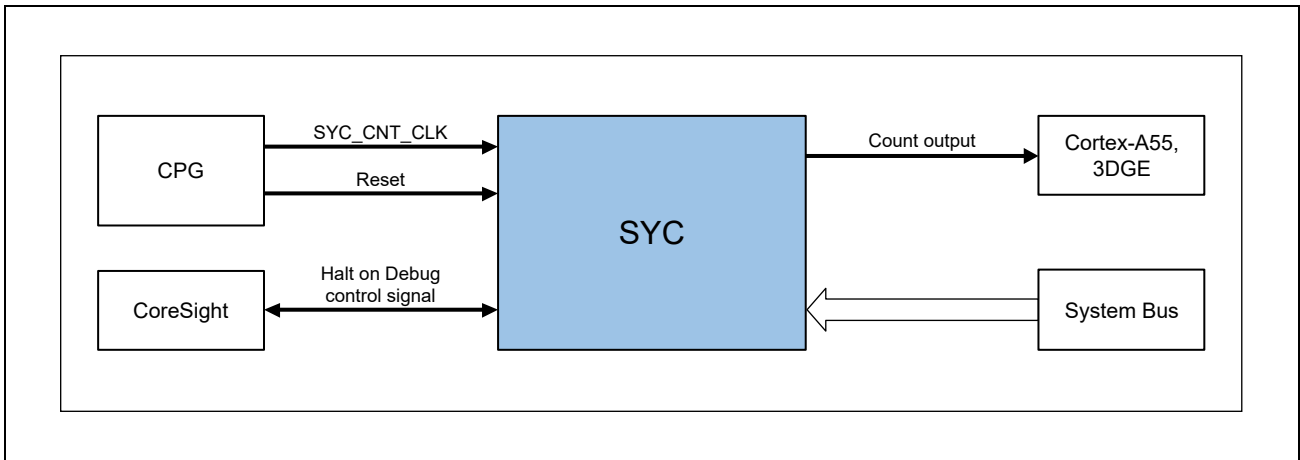 CPG
SYC_CNT_CLK
Reset
CoreSight
Halt on Debug
control signal
SYC
Count output
Cortex-A55,
3DGE
System Bus